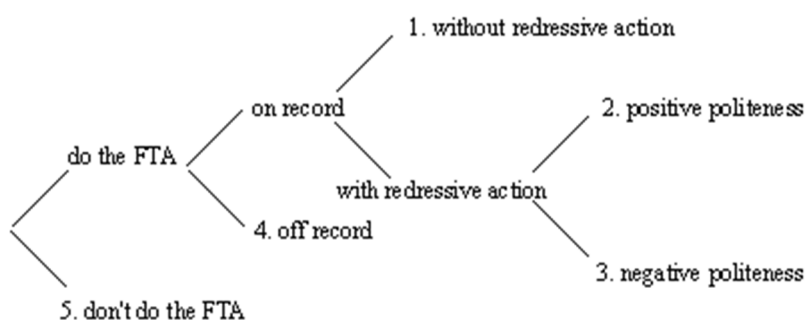 1. without redressive action
on record
2. positive politeness
do the FTA
with redressive action
4. off record
3. negative politeness
5. don't do the FTA